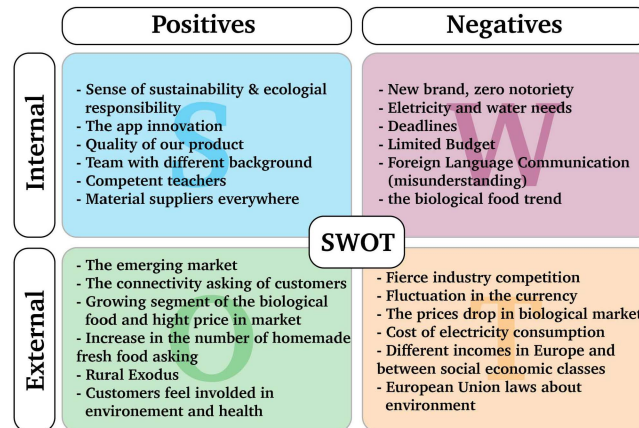 Positives
Negatives
Internal
- Sense of sustainability & ecologial
responsibility
- The app innovation
- Quality of our product
- Team with different background
- Competent teachers
- Material suppliers everywhere
S
- New brand, zero notoriety
- Eletricity and water needs
- Deadlines
- Limited Budget
- Foreign Language Communication
(misunderstanding)
- the biological food trend
W
SWOT
External
- The emerging market
- The connectivity asking of customers
- Growing segment of the biological
food and hight price in market
- Increase in the number of homemade
fresh food asking
- Rural Exodus
- Customers feel involded in
environement and health
O
- Fierce industry competition
- Fluctuation in the currency
- The prices drop in biological market
- Cost of electricity consumption
- Different incomes in Europe and
between social economic classes
- European Union laws about
environment
T